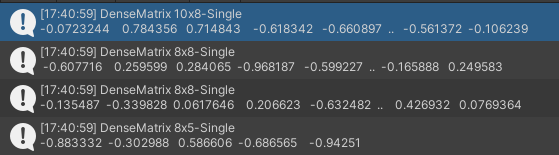 [17:40:59] DenseMatrix 10x8-Single
-0.0723244 0.784356 0.714843 -0.618342 -0.660897 .. -0.561372 -0.106239
[17:40:59] DenseMatrix 8x8-Single
-0.607716 0.259599 0.284065 -0.968187 -0.599227 .. -0.165888 0.249583
[17:40:59] DenseMatrix 8x8-Single
-0.135487 -0.339828 0.0617646 0.206623 -0.632482 .. 0.426932 0.0769364
[17:40:59] DenseMatrix 8x5-Single
-0.883332 -0.302988 0.586606 -0.686565 -0.94251